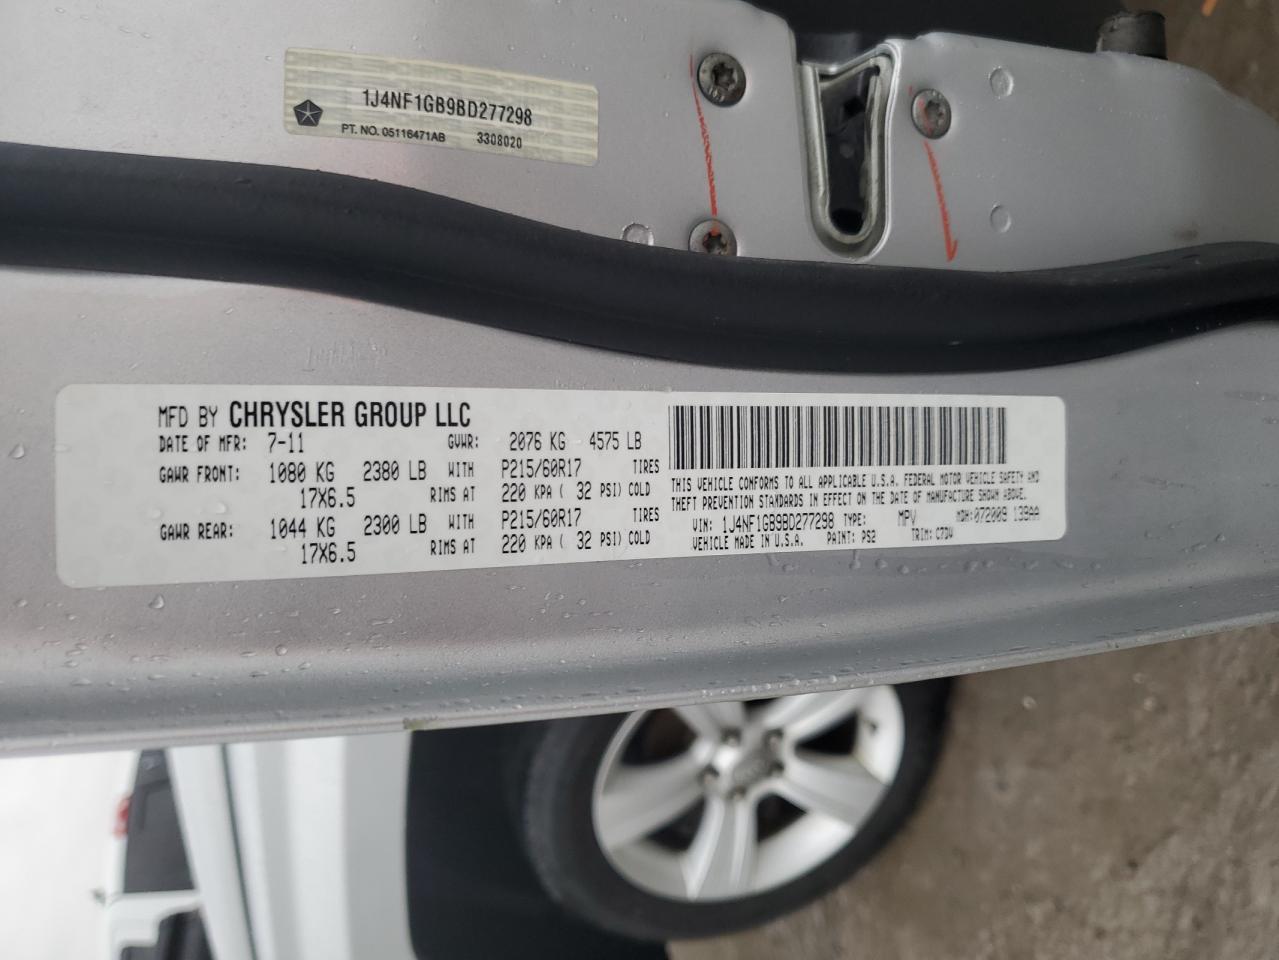 1J4NF1GB9BD277298
PT. NO. 05116471AB 3308020
MFD BY CHRYSLER GROUP LLC
DATE OF MFR: 7-11 GVWR: 2076 KG 4575 LB
GAWR FRONT: 1080 KG 2380 LB WITH P215/60R17 TIRES
17X6.5 RIMS AT 220 KPA ( 32 PSI) COLD
GAWR REAR: 1044 KG 2300 LB WITH P215/60R17 TIRES
17X6.5 RIMS AT 220 KPA ( 32 PSI) COLD
THIS VEHICLE CONFORMS TO ALL APPLICABLE U.S.A. FEDERAL MOTOR VEHICLE SAFETY AND
THEFT PREVENTION STANDARDS IN EFFECT ON THE DATE OF MANUFACTURE SHOWN ABOVE.
VIN: 1J4NF1GB9BD277298 TYPE: MPV MDH: 072009 139AA
VEHICLE MADE IN U.S.A. PAINT: PS2 TRIM: C7DV